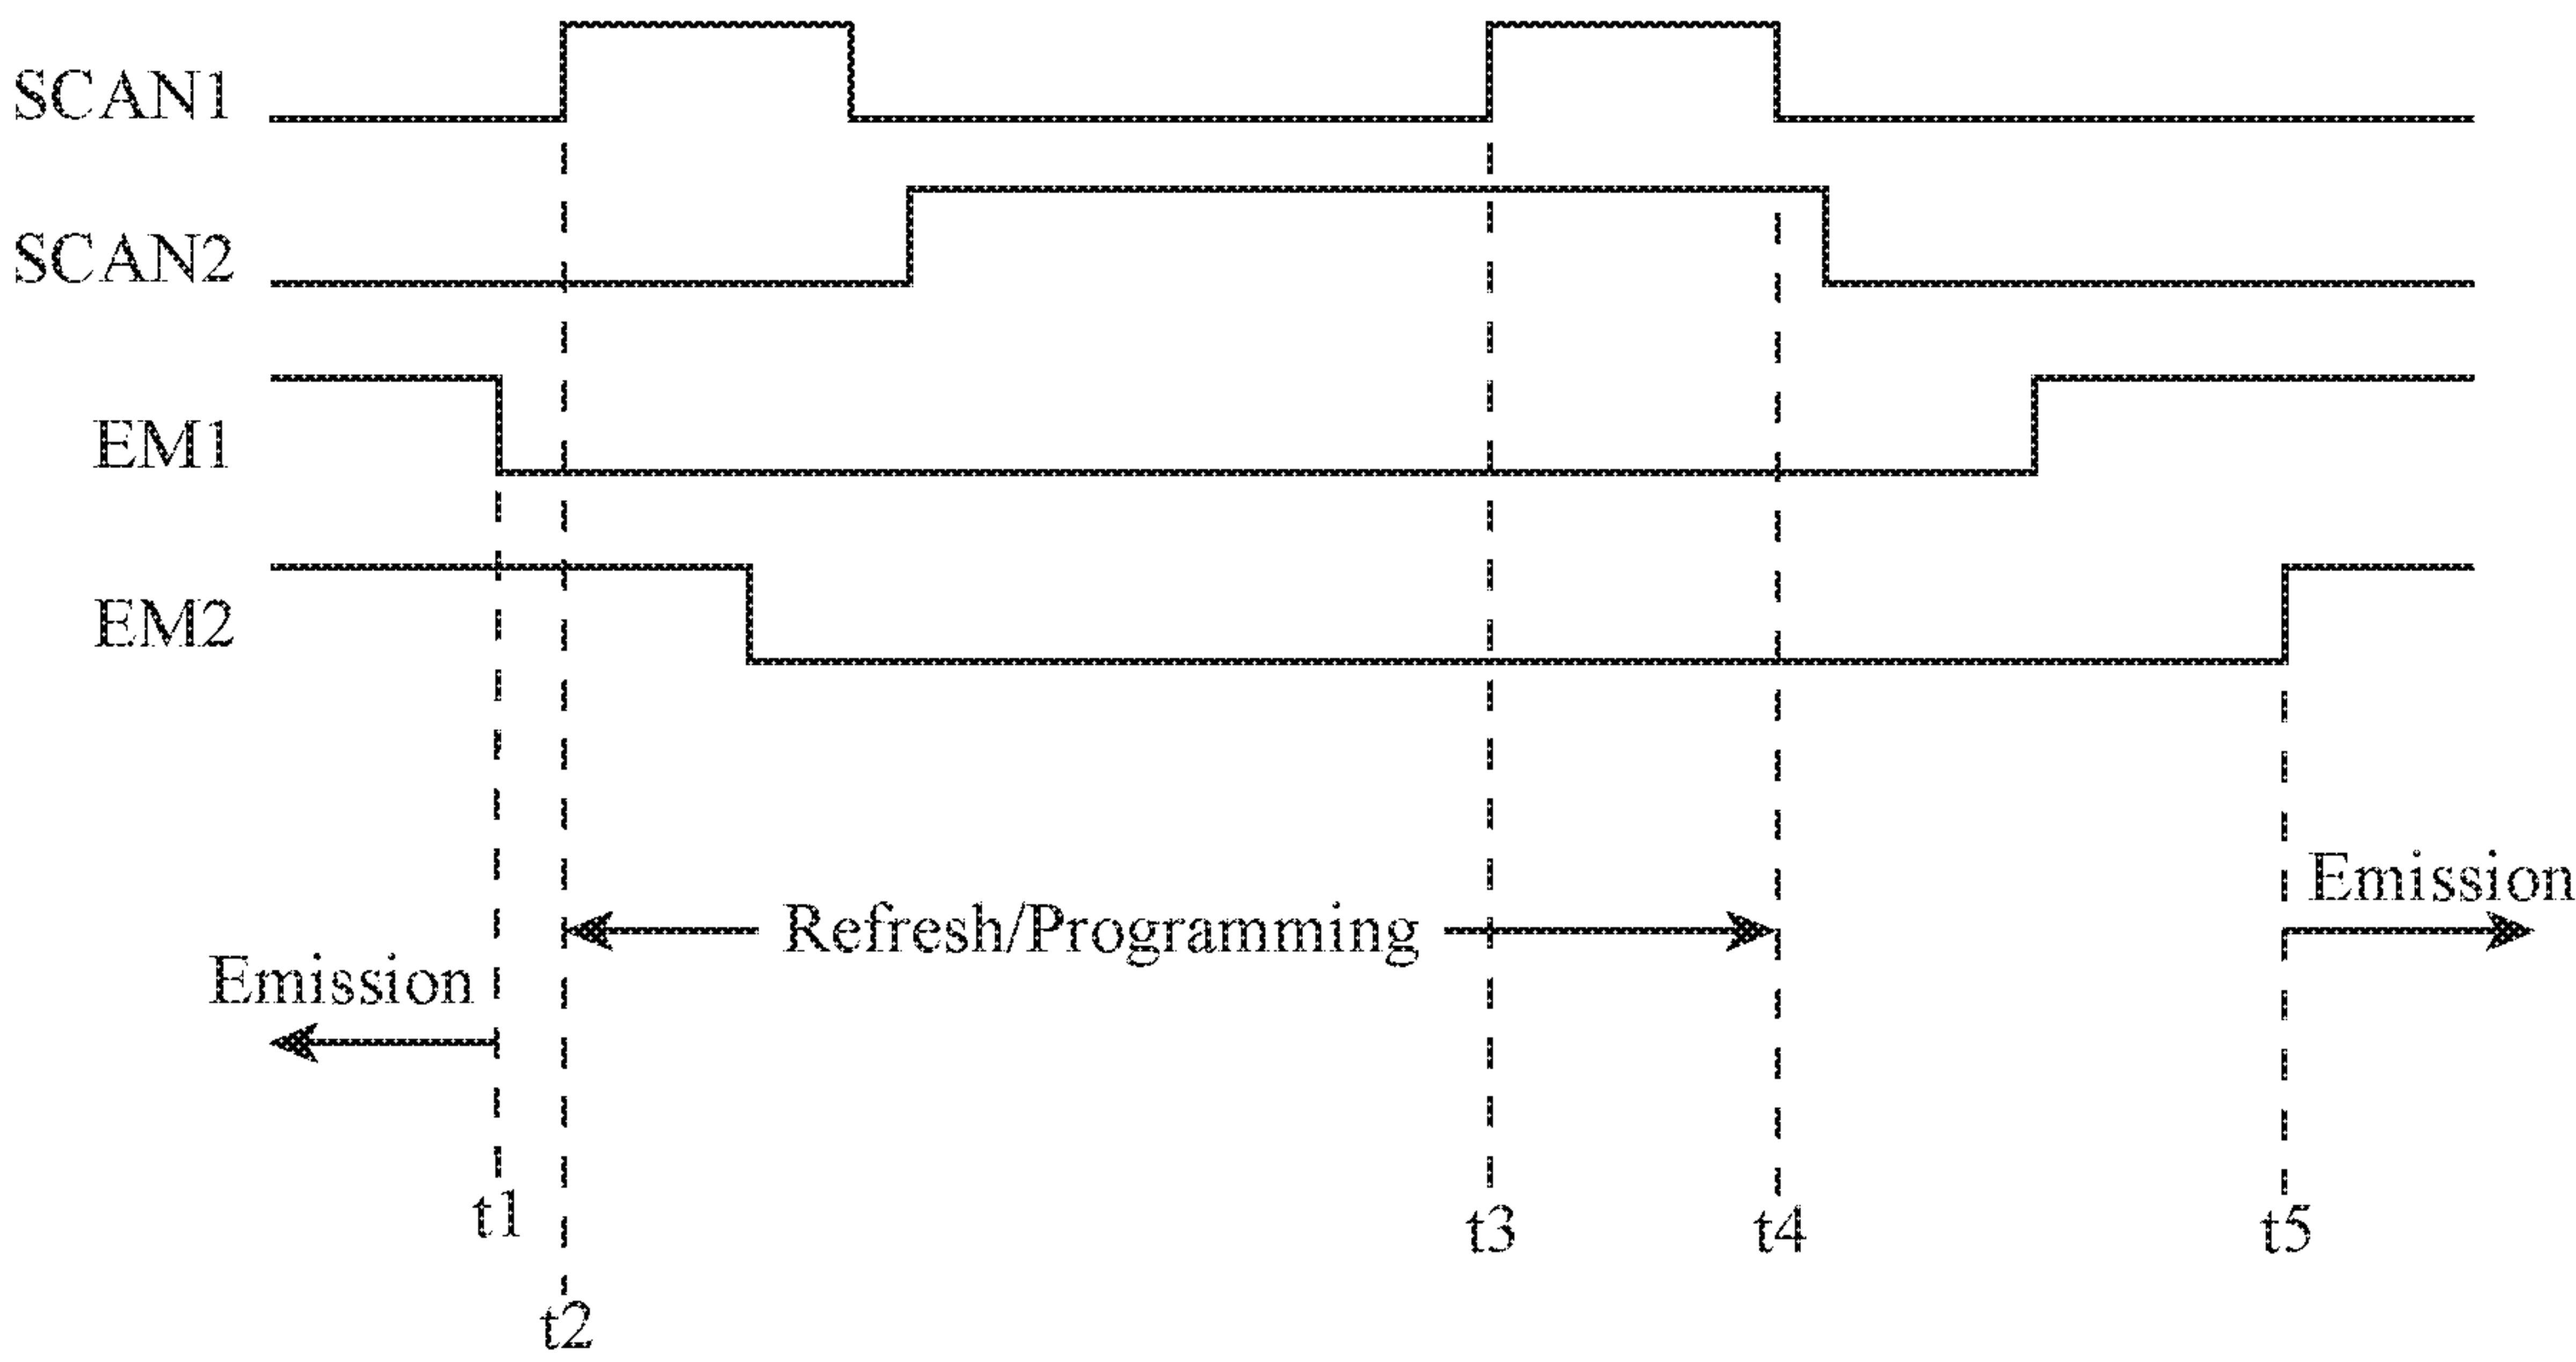 SCAN1
SCAN2
EM1
EM2
Emission
Refresh/Programming
Emission
t1
t3
t4
t5
t2